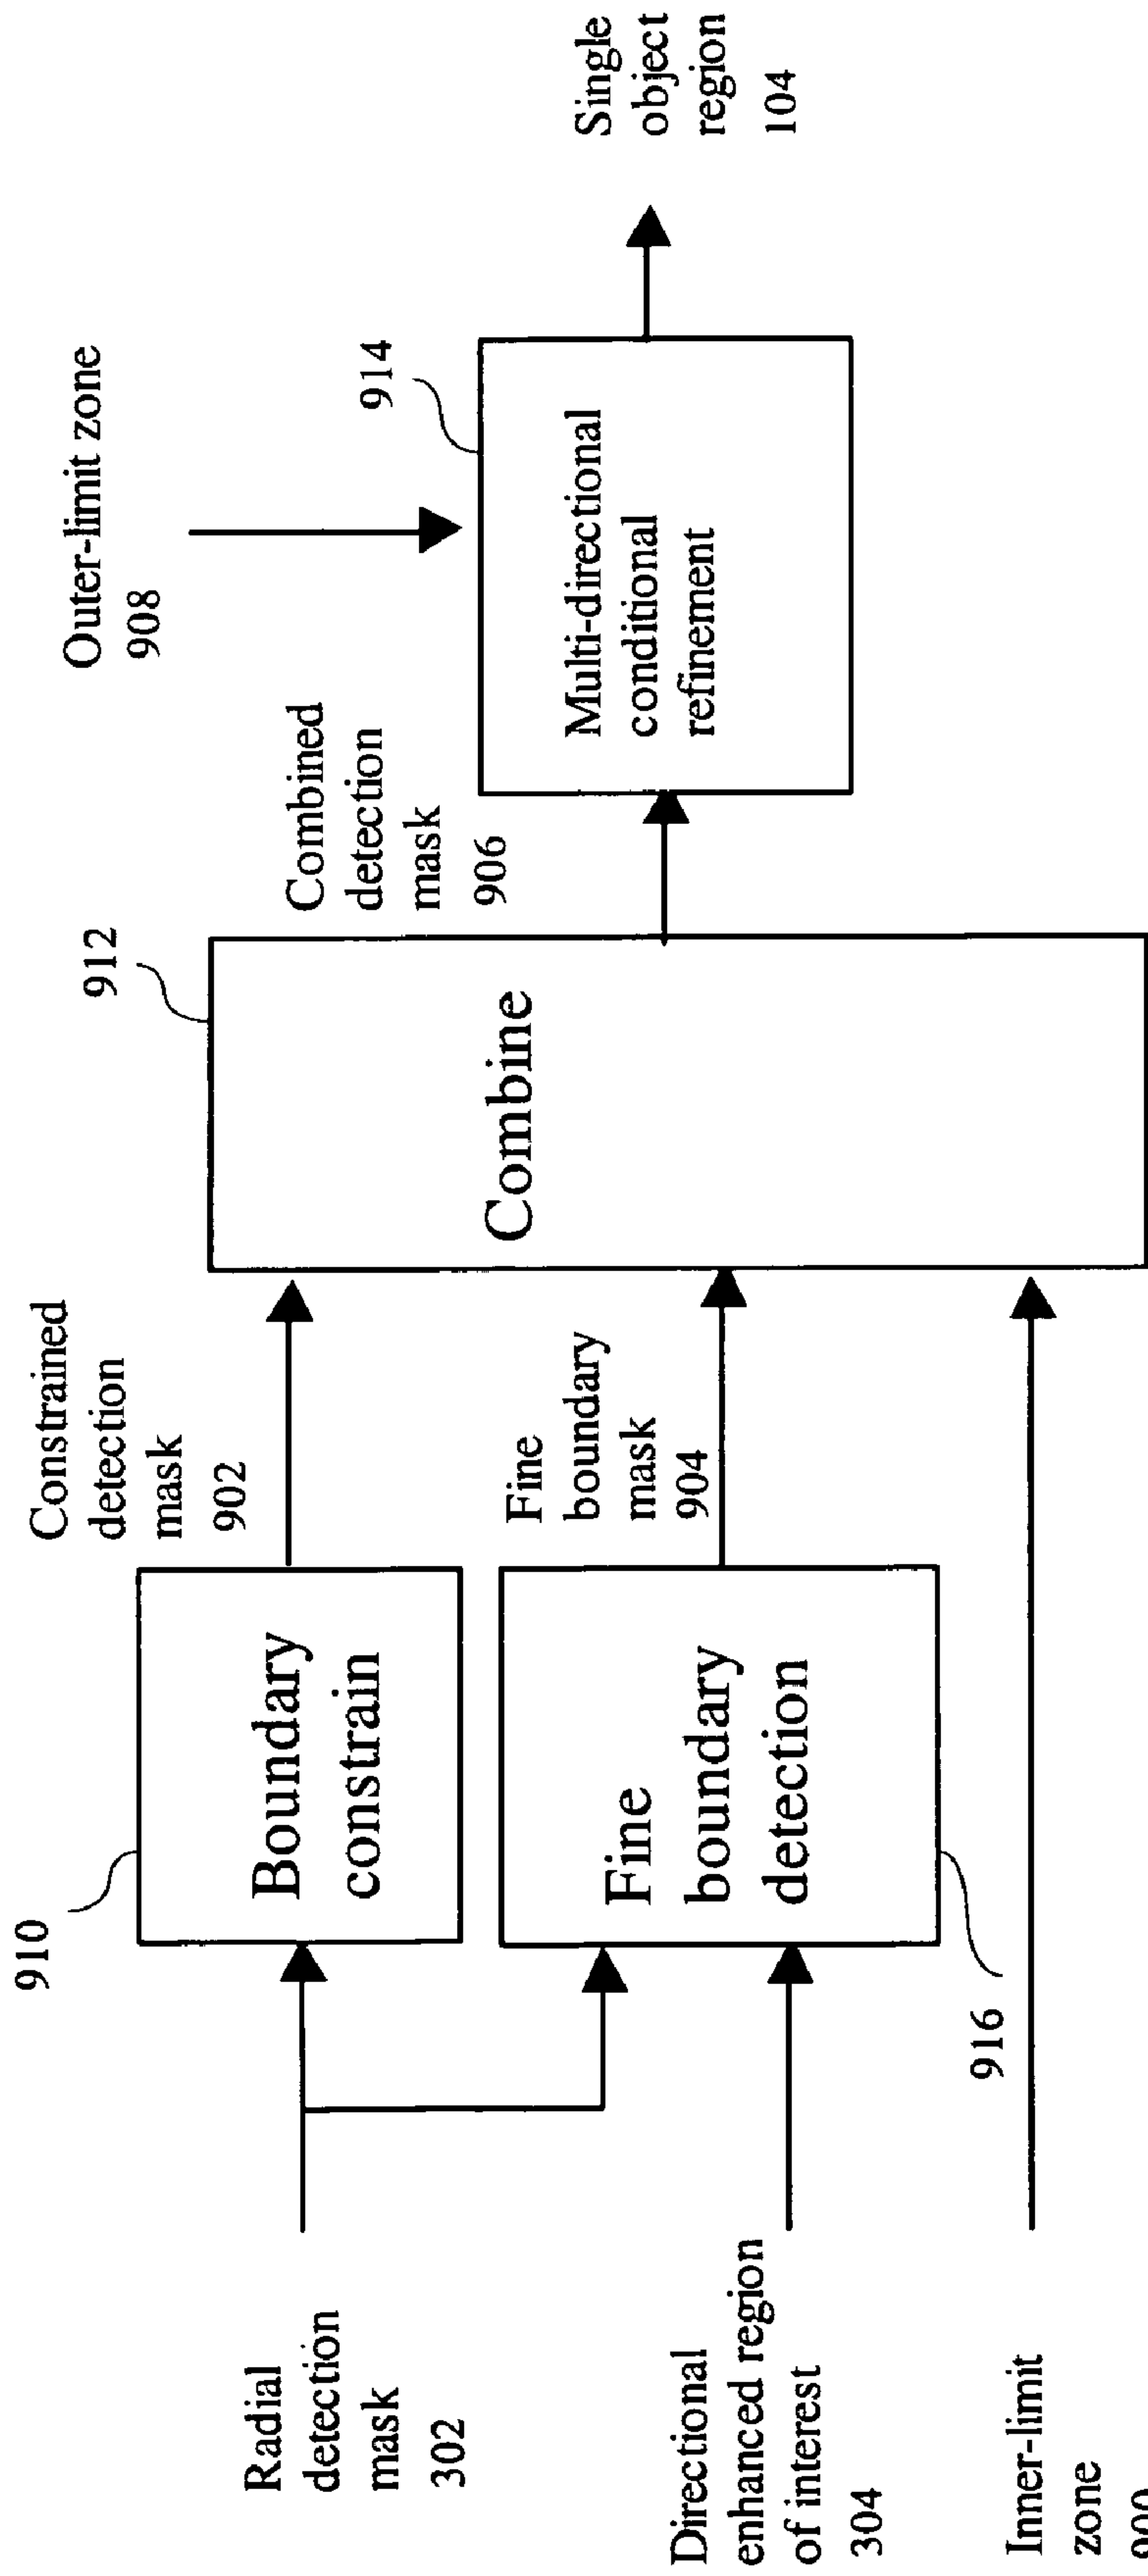 Outer-limit zone
908
Single
object
region
104
914
Multi-directional
conditional
refinement
Combined
detection
mask
906
912
Combine
Constrained
detection
mask
902
Fine
boundary
mask
904
910
Boundary
constrain
Fine
boundary
detection
916
Radial
detection
mask
302
Directional
enhanced region
of interest
304
Inner-limit
zone